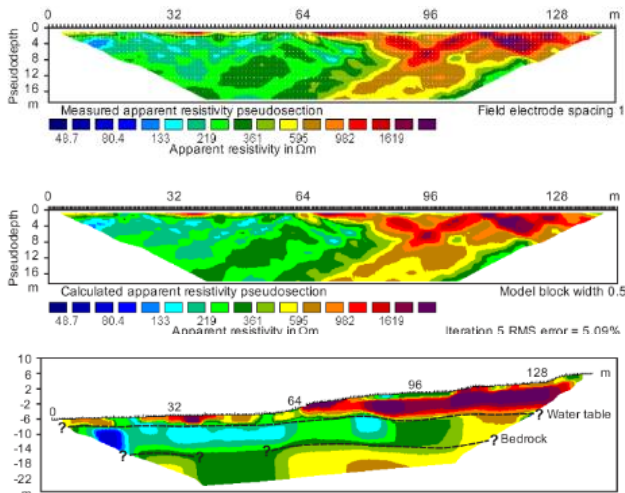 0 32 64 96 128 m
Pseudodepth
0
4
8
12
16
m
Measured apparent resistivity pseudosection Field electrode spacing 1
48.7 80.4 133 219 361 595 982 1619
Apparent resistivity in Ωm
0 32 64 96 128 m
Pseudodepth
0
8
16
m
Calculated apparent resistivity pseudosection Model block width 0.5
48.7 80.4 133 219 361 595 982 1619
Apparent resistivity in Ωm Iteration 5 RMS error = 5.09%
10
6
2
-2
-6
-10
-14
-18
-22
m
0 32 64 96 128 m
? ? Water table
? ? ? ? Bedrock